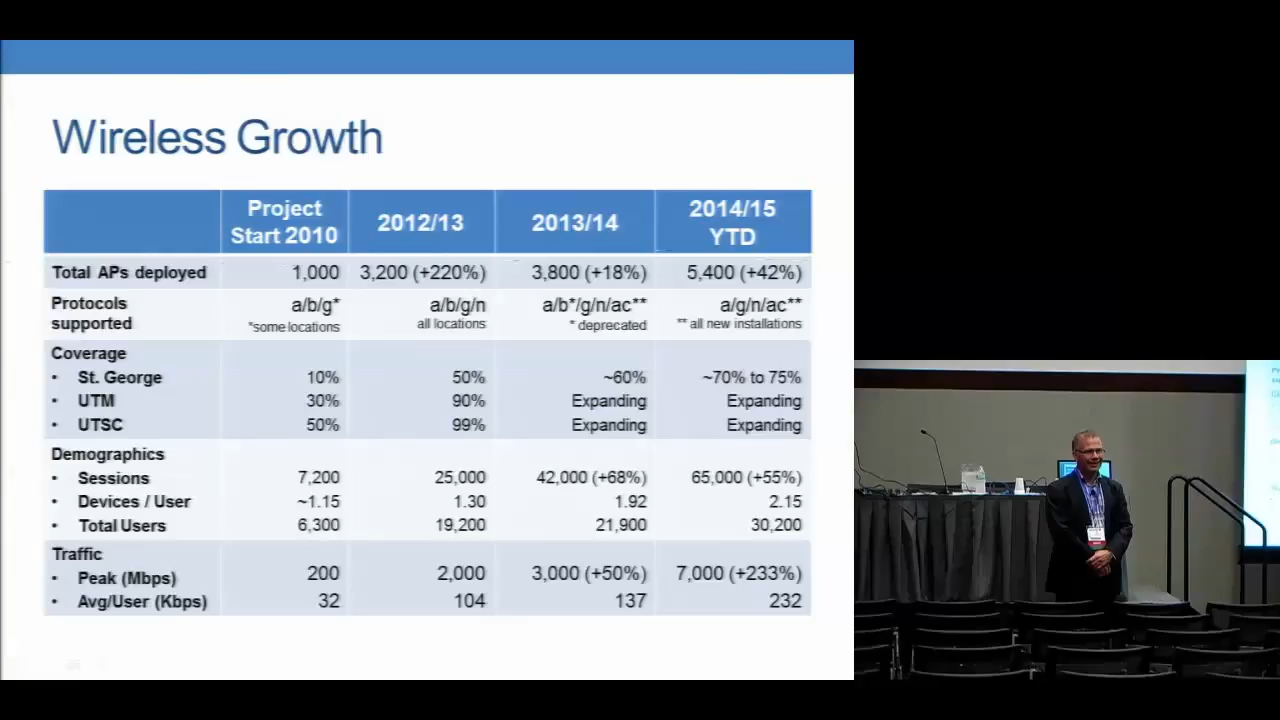 Wireless Growth
Project Start 2010 2012/13 2013/14 2014/15 YTD
Total APs deployed 1,000 3,200 (+220%) 3,800 (+18%) 5,400 (+42%)
Protocols supported a/b/g* a/b/g/n a/b*/g/n/ac** a/g/n/ac**
*some locations all locations * deprecated ** all new installations
Coverage
• St. George 10% 50% ~60% ~70% to 75%
• UTM 30% 90% Expanding Expanding
• UTSC 50% 99% Expanding Expanding
Demographics
• Sessions 7,200 25,000 42,000 (+68%) 65,000 (+55%)
• Devices / User ~1.15 1.30 1.92 2.15
• Total Users 6,300 19,200 21,900 30,200
Traffic
• Peak (Mbps) 200 2,000 3,000 (+50%) 7,000 (+233%)
• Avg/User (Kbps) 32 104 137 232